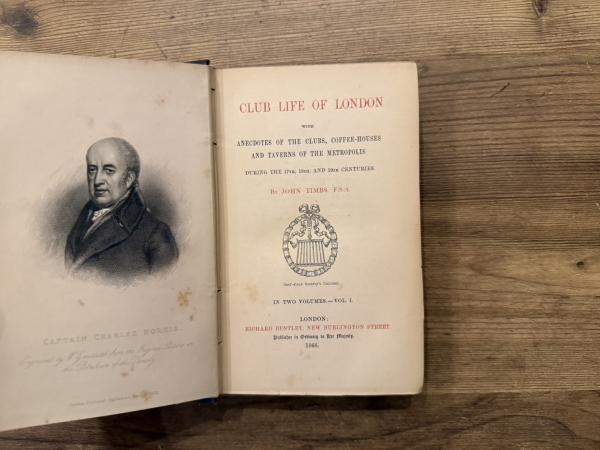 CAPTAIN CHARLES MORRIS.
CLUB LIFE OF LONDON
WITH
ANECDOTES OF THE CLUBS, COFFEE-HOUSES
AND TAVERNS OF THE METROPOLIS
DURING THE 17TH, 18TH, AND 19TH CENTURIES.
BY JOHN TIMBS, F.S.A.
IN TWO VOLUMES.—VOL. I.
LONDON:
RICHARD BENTLEY, NEW BURLINGTON STREET,
Publisher in Ordinary to Her Majesty.
1866.